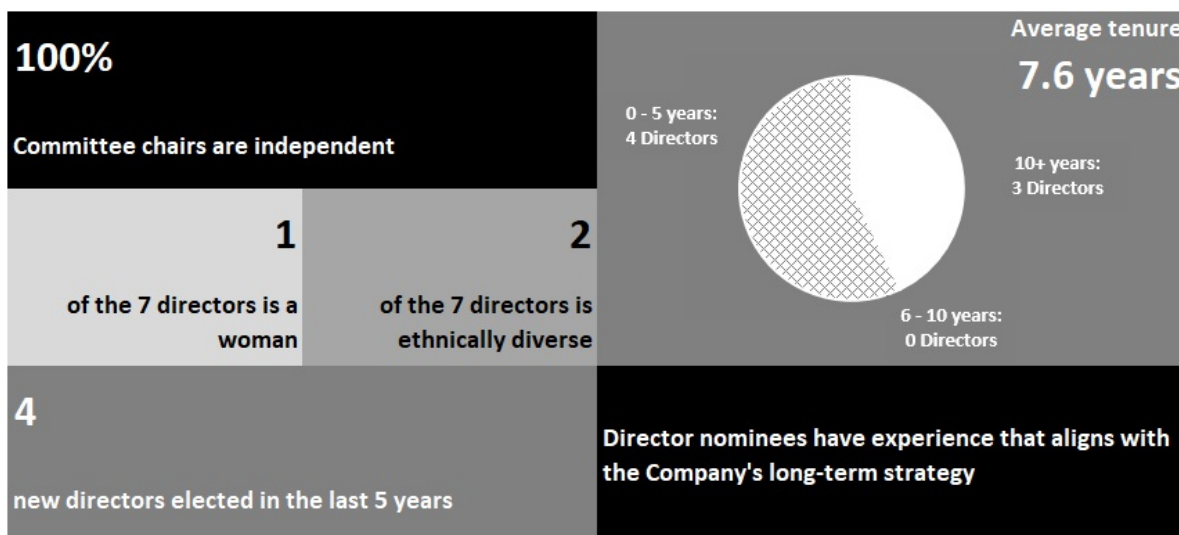 100%
Committee chairs are independent
Average tenure
7.6 years
0 - 5 years:
4 Directors
10+ years:
3 Directors
6 - 10 years:
0 Directors
1
of the 7 directors is a
woman
2
of the 7 directors is
ethnically diverse
4
new directors elected in the last 5 years
Director nominees have experience that aligns with
the Company's long-term strategy